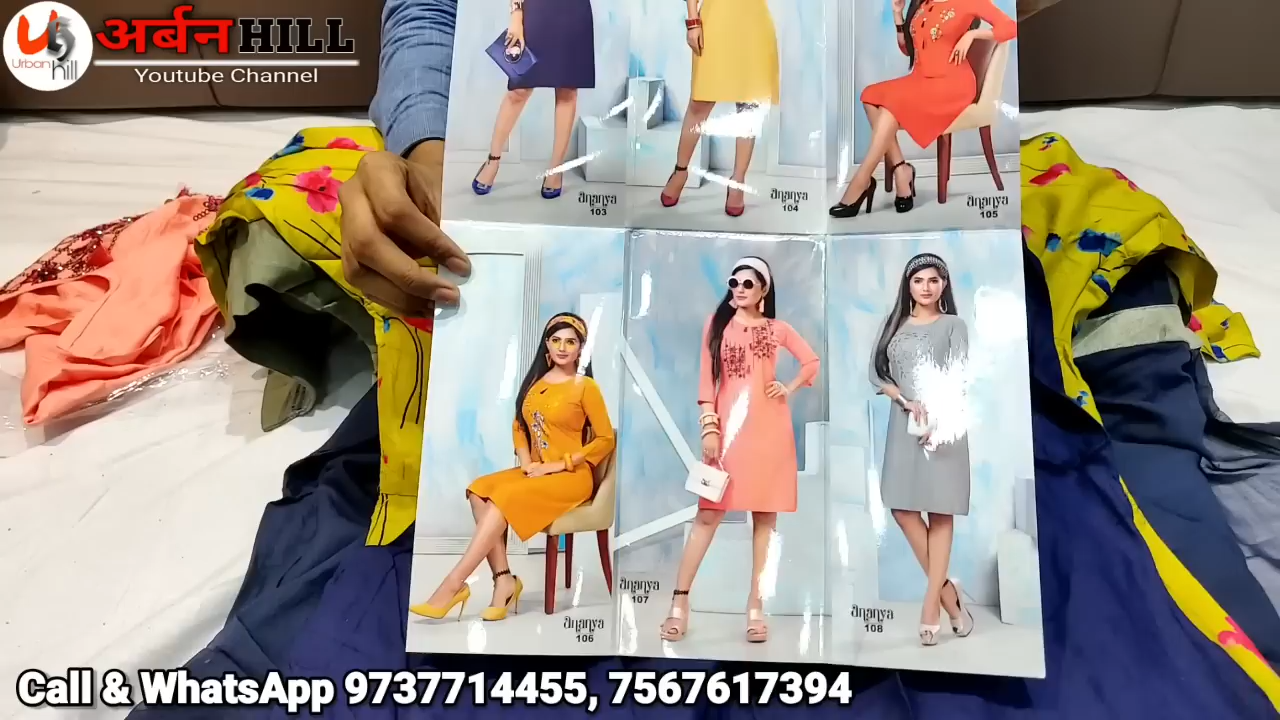 Urban
hill
अर्बन HILL
Youtube Channel
Ananya
103
Ananya
104
Ananya
105
Ananya
106
Ananya
107
Ananya
108
Call & WhatsApp 9737714455, 7567617394